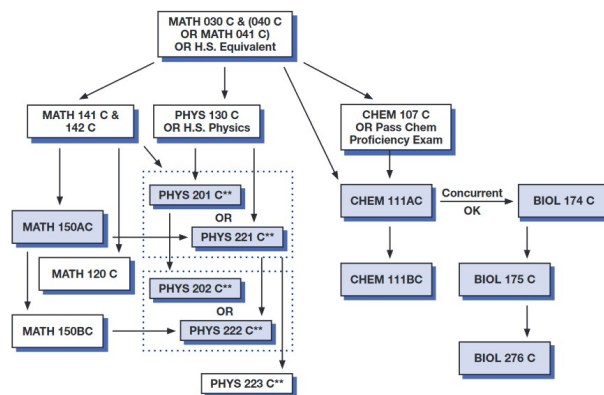 MATH 030 C & (040 C
OR MATH 041 C)
OR H.S. Equivalent
MATH 141 C &
142 C
PHYS 130 C
OR H.S. Physics
CHEM 107 C
OR Pass Chem
Proficiency Exam
PHYS 201 C**
OR
PHYS 221 C**
MATH 150AC
MATH 120 C
PHYS 202 C**
OR
PHYS 222 C**
MATH 150BC
PHYS 223 C**
CHEM 111AC
Concurrent
OK
BIOL 174 C
CHEM 111BC
BIOL 175 C
BIOL 276 C